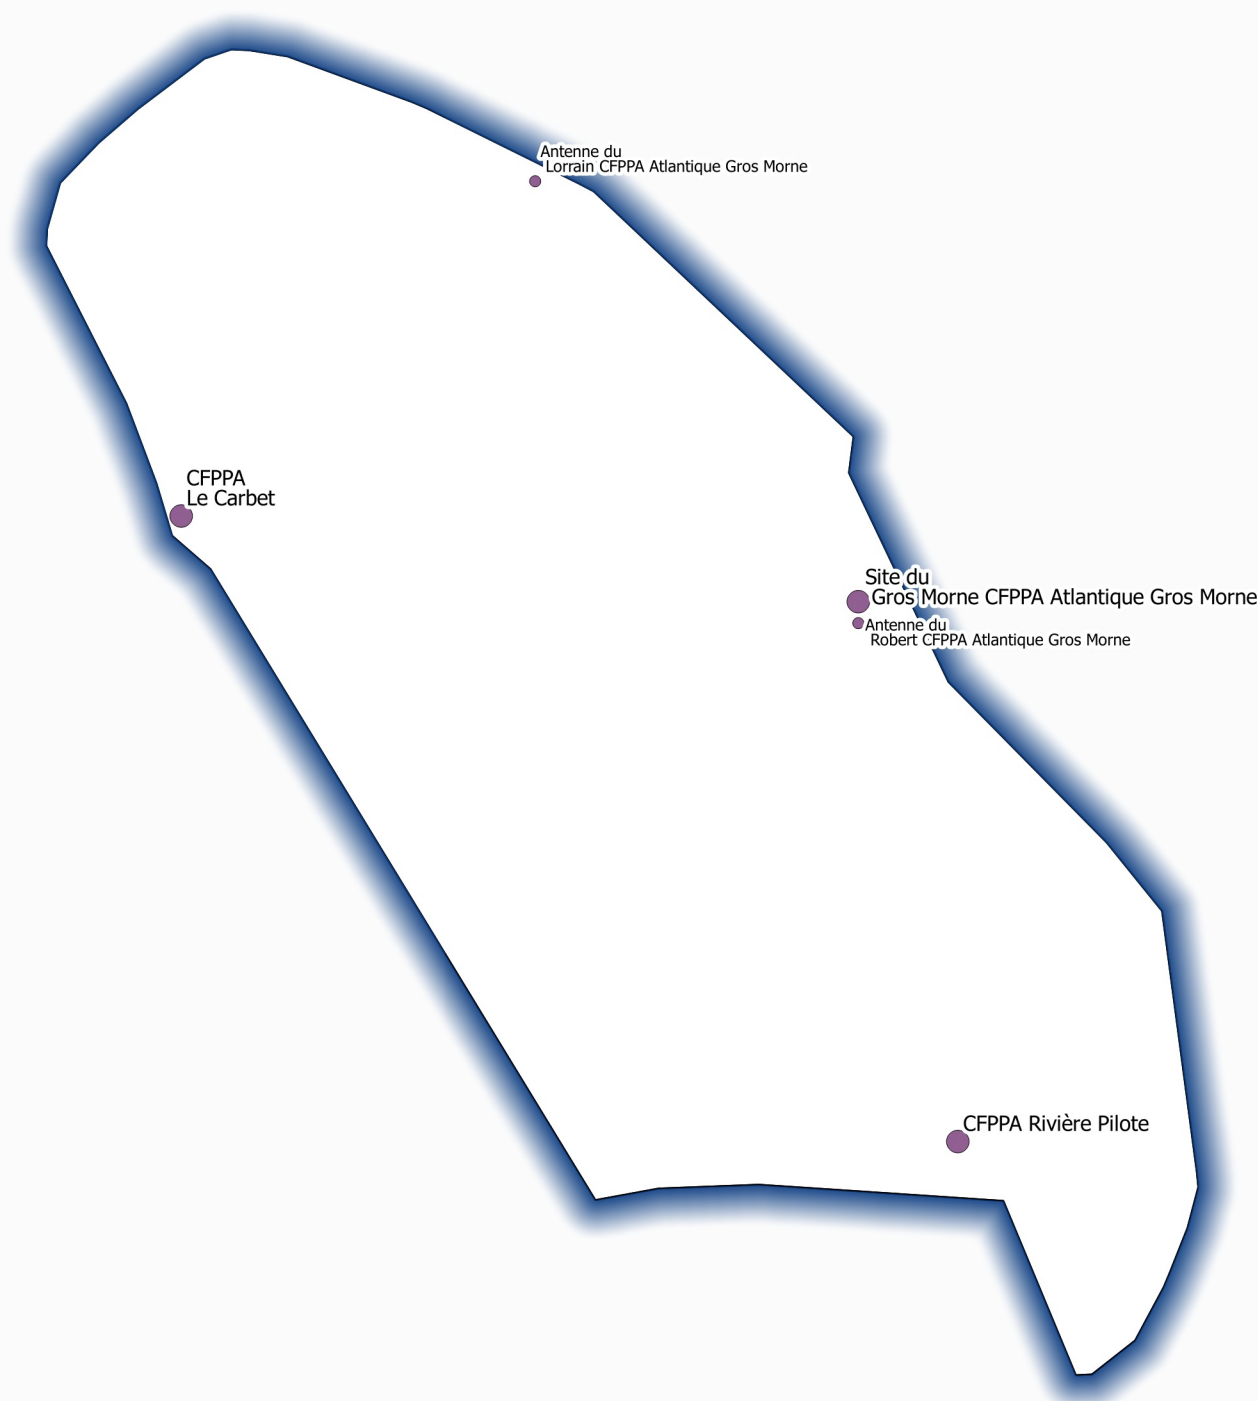 Antenne du
Lorrain CFPPA Atlantique Gros Morne
CFPPA
Le Carbet
Site du
Gros Morne CFPPA Atlantique Gros Morne
Antenne du
Robert CFPPA Atlantique Gros Morne
CFPPA Rivière Pilote